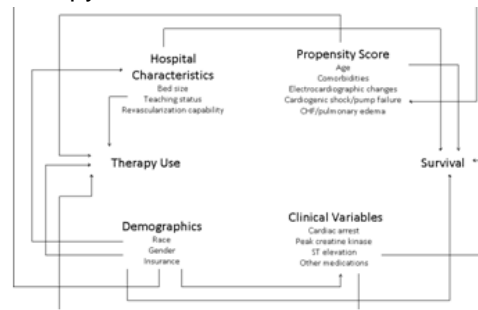 Hospital
Characteristics
Bed size
Teaching status
Revascularization capability
Propensity Score
Age
Comorbidities
Electrocardiographic changes
Cardiogenic shock/pump failure
CHF/pulmonary edema
Therapy Use
Survival
Demographics
Race
Gender
Insurance
Clinical Variables
Cardiac arrest
Peak creatine kinase
ST elevation
Other medications